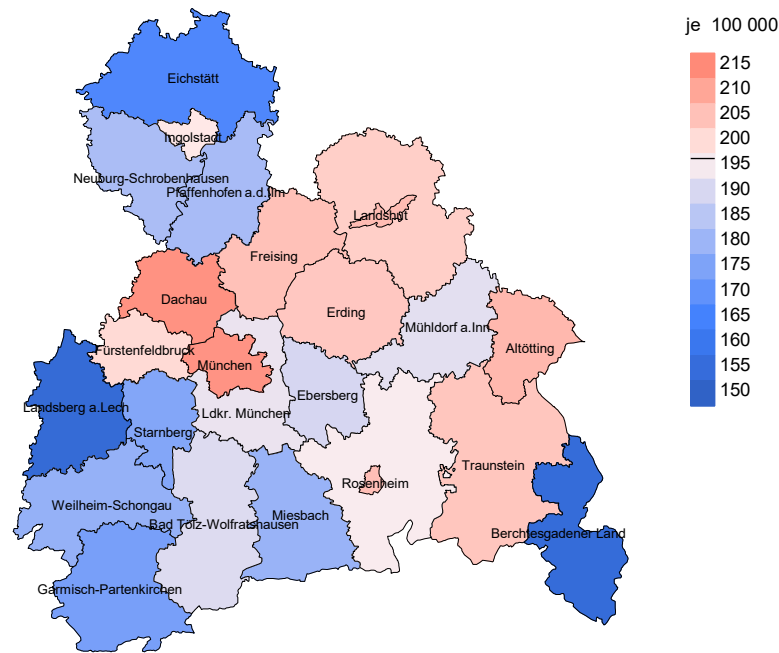 je 100 000
215
210
205
200
195
190
185
180
175
170
165
160
155
150
Eichstätt
Ingolstadt
Neuburg-Schrobenhausen
Pfaffenhofen a.d.Ilm
Landshut
Freising
Dachau
Erding
Mühldorf a.Inn
Fürstenfeldbruck
Altötting
München
Ebersberg
Landsberg a.Lech
Ldkr. München
Starnberg
Traunstein
Rosenheim
Weilheim-Schongau
Miesbach
Bad Tölz-Wolfratshausen
Berchtesgadener Land
Garmisch-Partenkirchen